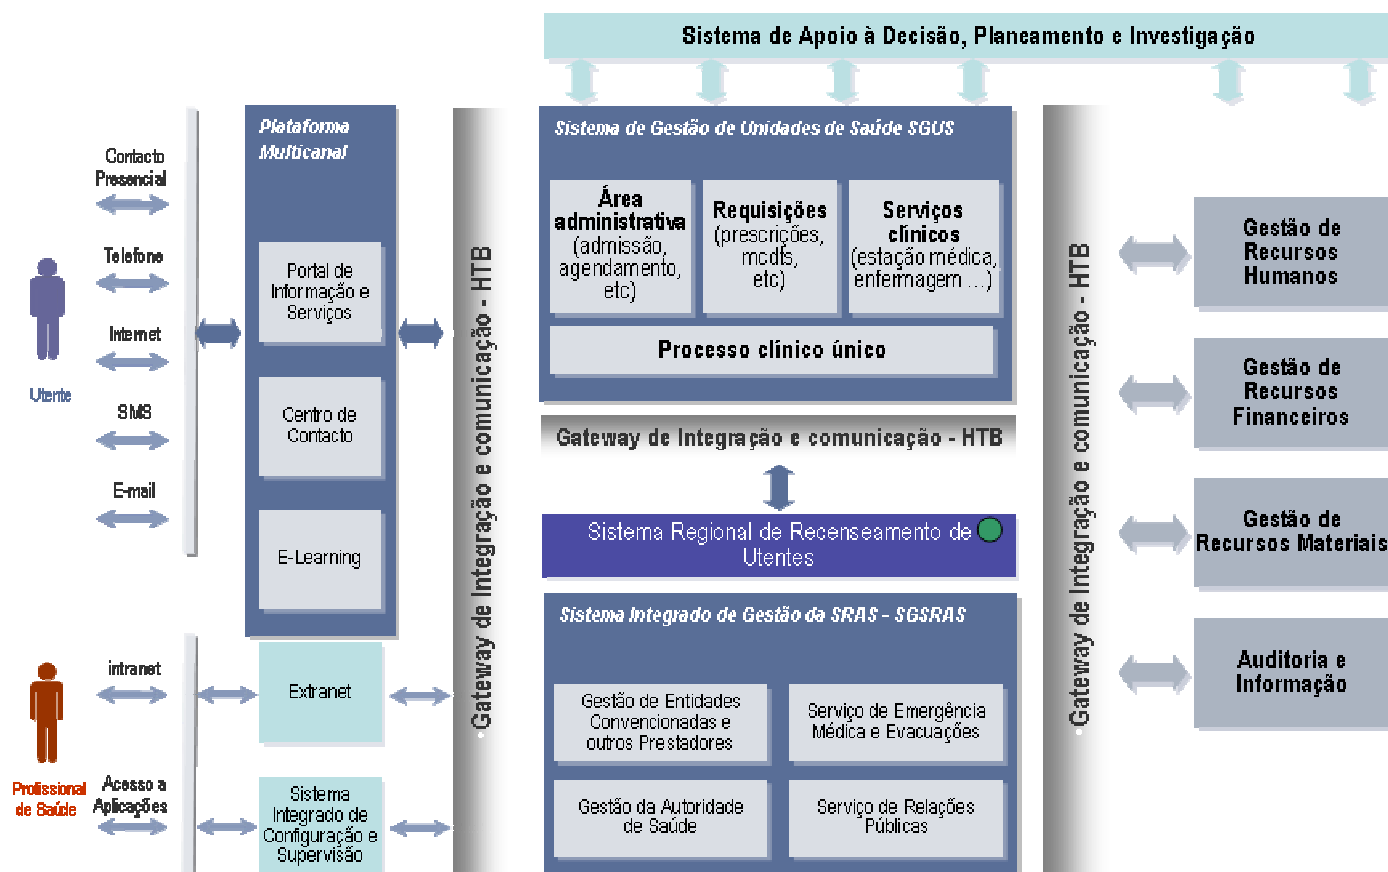 Sistema de Apoio à Decisão, Planeamento e Investigação
Plataforma
Multicanal
Contacto
Presencial
Telefone
Internet
SMS
E-mail
Utente
Portal de
Informação e
Serviços
Centro de
Contacto
E-Learning
intranet
Extranet
Profissional
de Saúde
Acesso a
Aplicações
Sistema
Integrado de
Configuração e
Supervisão
•Gateway de Integração e comunicação - HTB
Sistema de Gestão de Unidades de Saúde SGUS
Área
administrativa
(admissão,
agendamento,
etc)
Requisições
(prescrições,
mcdts,
etc)
Serviços
clínicos
(estação médica,
enfermagem ...)
Processo clínico único
Gateway de Integração e comunicação - HTB
Sistema Regional de Recenseamento de
Utentes
Sistema Integrado de Gestão da SRAS - SGSRAS
Gestão de Entidades
Convencionadas e
outros Prestadores
Serviço de Emergência
Médica e Evacuações
Gestão da Autoridade
de Saúde
Serviço de Relações
Públicas
•Gateway de Integração e comunicação - HTB
Gestão de
Recursos
Humanos
Gestão de
Recursos
Financeiros
Gestão de
Recursos Materiais
Auditoria e
Informação